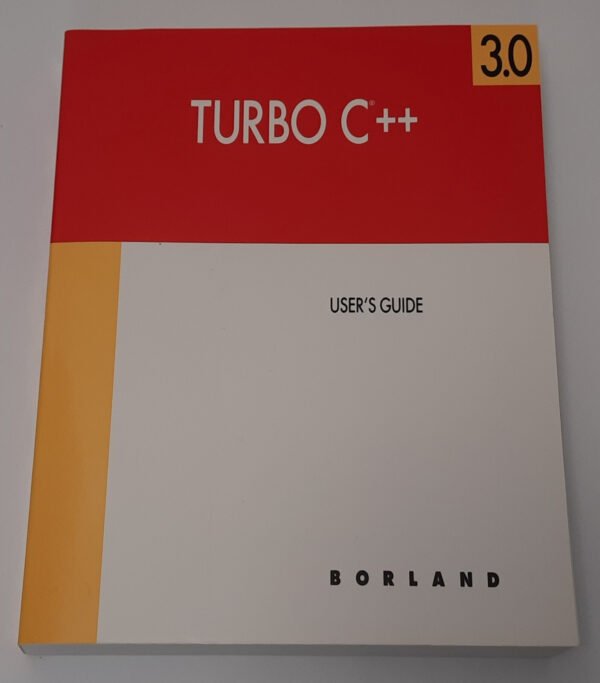 3.0
TURBO C®++
USER'S GUIDE
BORLAND